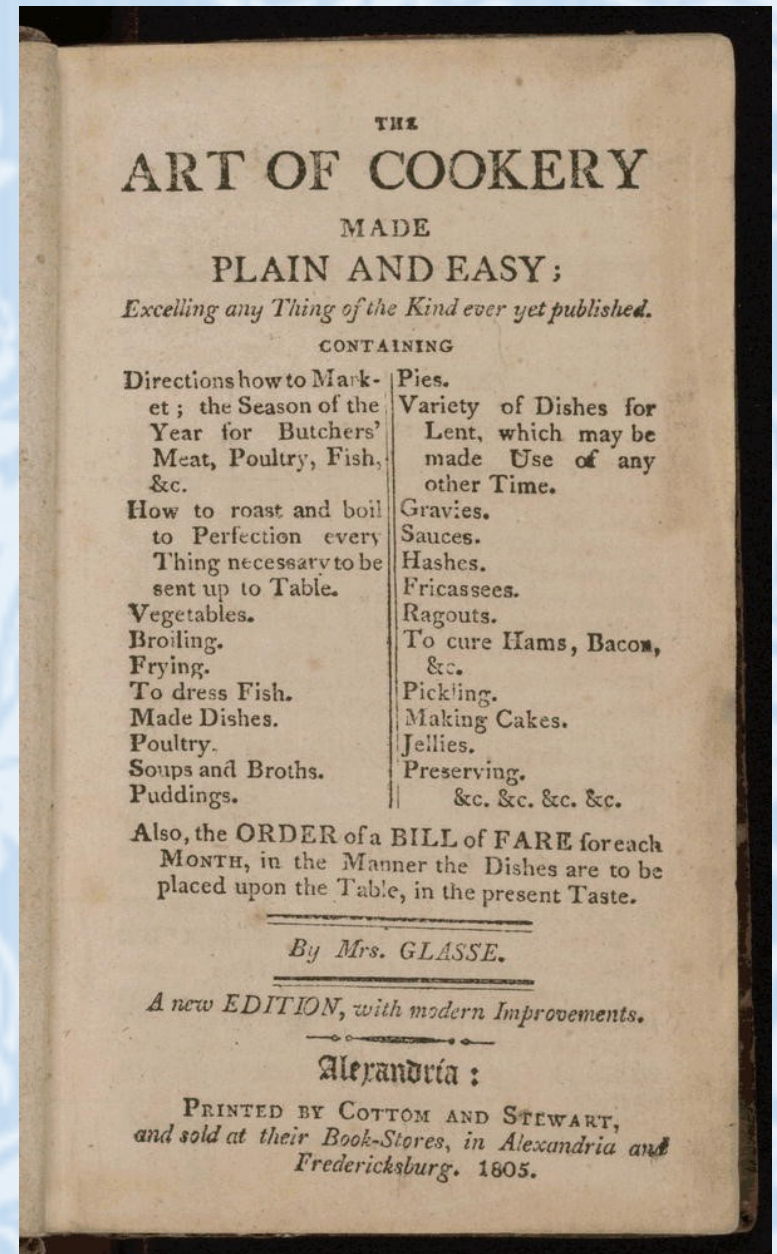 THE
ART OF COOKERY
MADE
PLAIN AND EASY;
Excelling any Thing of the Kind ever yet published.
CONTAINING
Directions how to Mark-
et; the Season of the
Year for Butchers'
Meat, Poultry, Fish,
&c.
How to roast and boil
to Perfection every
Thing necessary to be
sent up to Table.
Vegetables.
Broiling.
Frying.
To dress Fish.
Made Dishes.
Poultry.
Soups and Broths.
Puddings.
Pies.
Variety of Dishes for
Lent, which may be
made Use of any
other Time.
Gravies.
Sauces.
Hashes.
Fricassees.
Ragouts.
To cure Hams, Bacon,
&c.
Pickling.
Making Cakes.
Jellies.
Preserving.
&c. &c. &c. &c.
Also, the ORDER of a BILL of FARE for each
MONTH, in the Manner the Dishes are to be
placed upon the Table, in the present Taste.
By Mrs. GLASSE.
A new EDITION, with modern Improvements.
Alexandria:
PRINTED BY COTTOM AND STEWART,
and sold at their Book-Stores, in Alexandria and
Fredericksburg. 1805.